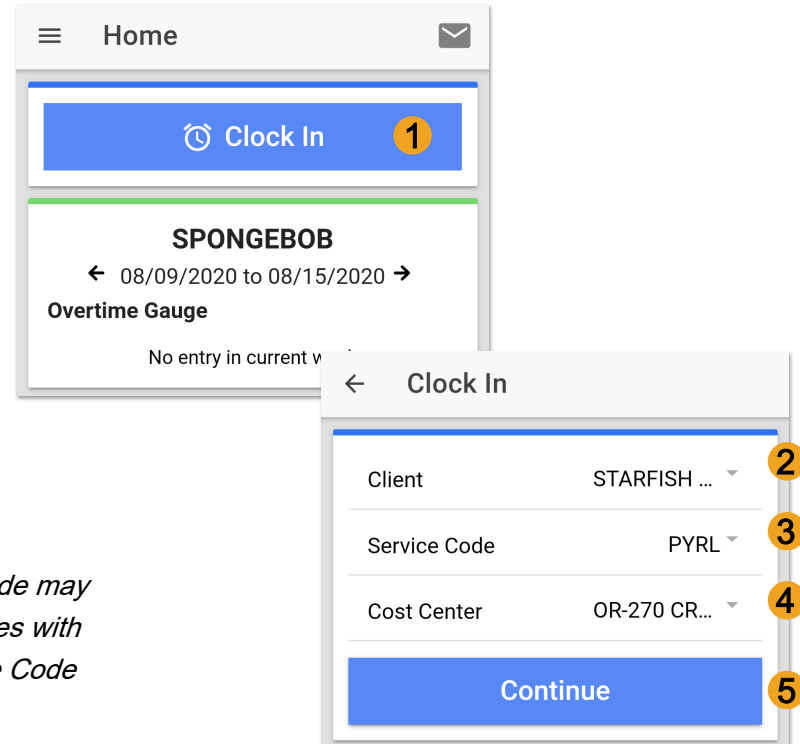 Home
Clock In 1
SPONGEBOB
08/09/2020 to 08/15/2020
Overtime Gauge
No entry in current
Clock In
Client STARFISH ... 2
Service Code PYRL 3
Cost Center OR-270 CR... 4
Continue 5
may
with
Code